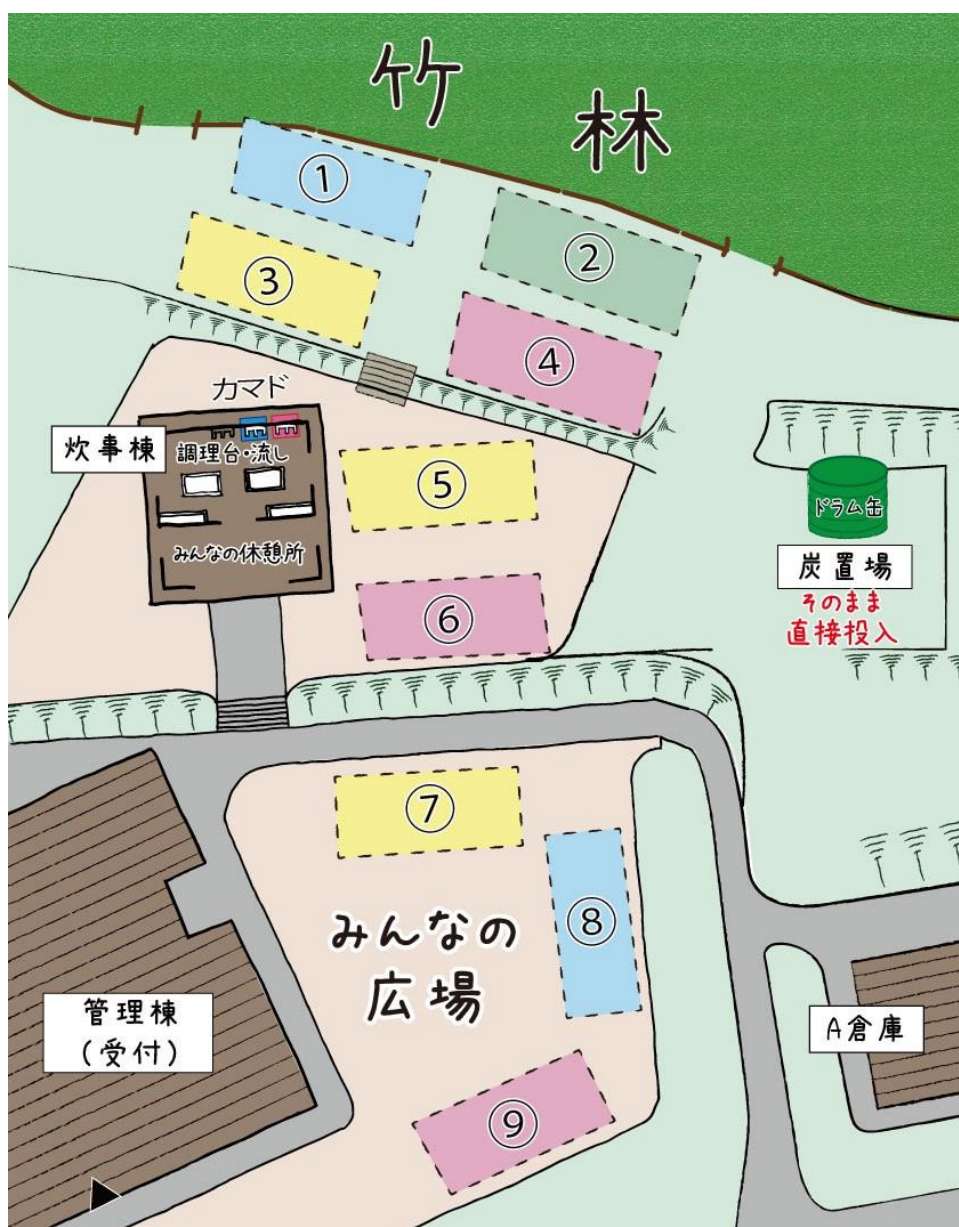 竹林
①
②
③
④
カマド
炊事棟
調理台・流し
みんなの休憩所
⑤
⑥
ドラム缶
炭置場
そのまま
直接投入
⑦
⑧
みんなの
広場
管理棟
(受付)
A倉庫
⑨